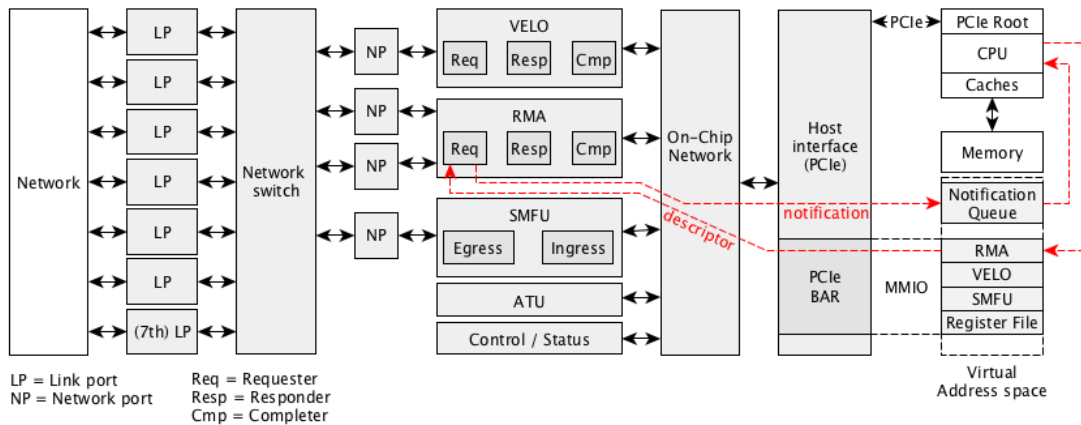 Network
LP
LP
LP
LP
LP
LP
(7th) LP
Network
switch
NP
NP
NP
NP
VELO
Req
Resp
Cmp
RMA
Req
Resp
Cmp
SMFU
Egress
Ingress
ATU
Control / Status
On-Chip
Network
Host
interface
(PCIe)
PCIe
BAR
PCIe
MMIO
notification
descriptor
PCIe Root
CPU
Caches
Memory
Notification
Queue
RMA
VELO
SMFU
Register File
Virtual
Address space
LP = Link port
NP = Network port
Req = Requester
Resp = Responder
Cmp = Completer